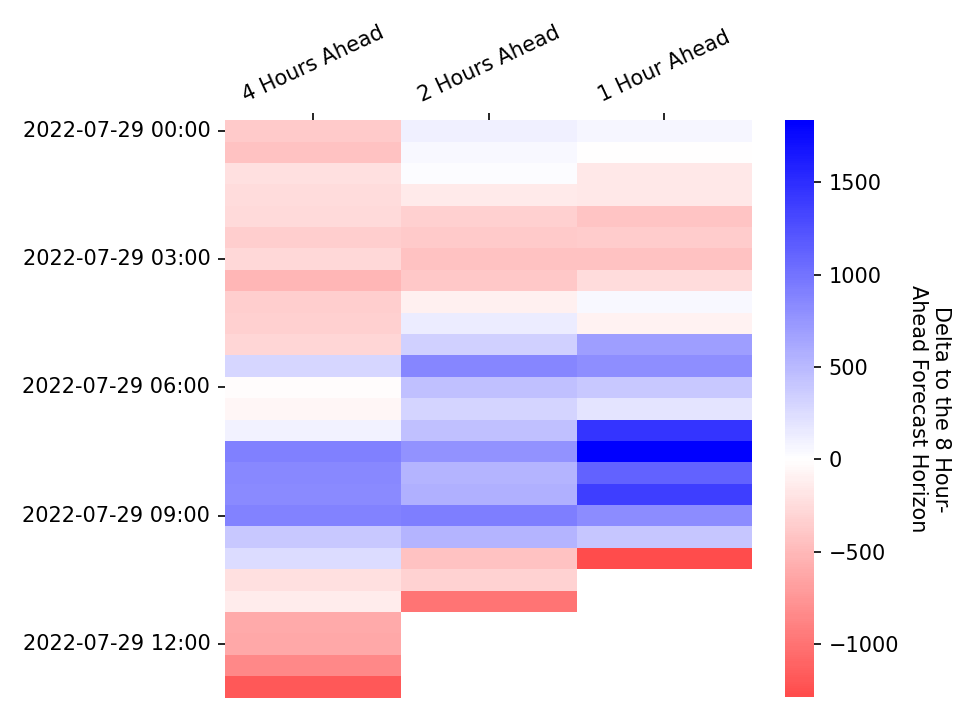 4 Hours Ahead
2 Hours Ahead
1 Hour Ahead
2022-07-29 00:00
2022-07-29 03:00
2022-07-29 06:00
2022-07-29 09:00
2022-07-29 12:00
1500
1000
500
0
−500
−1000
Delta to the 8 Hour-
Ahead Forecast Horizon